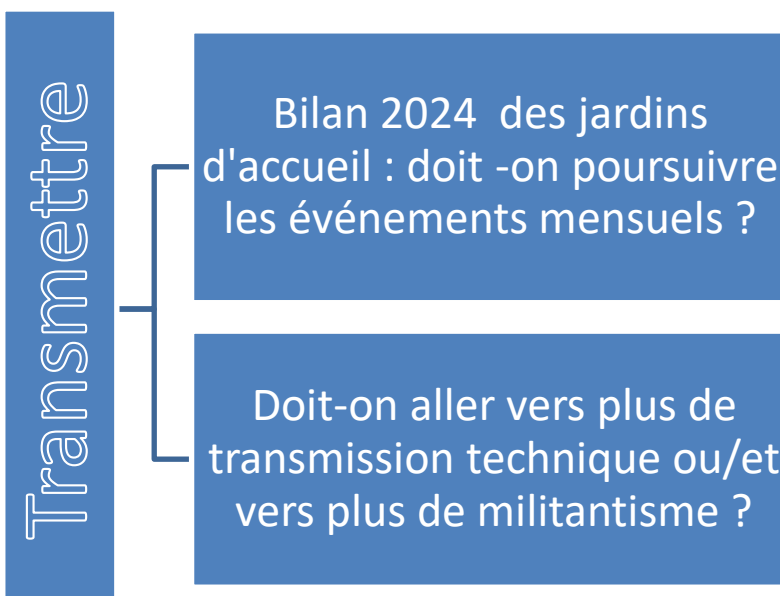 Transmettre
Bilan 2024  des jardins
d'accueil : doit -on poursuivre
les événements mensuels ?
Doit-on aller vers plus de
transmission technique ou/et
vers plus de militantisme ?